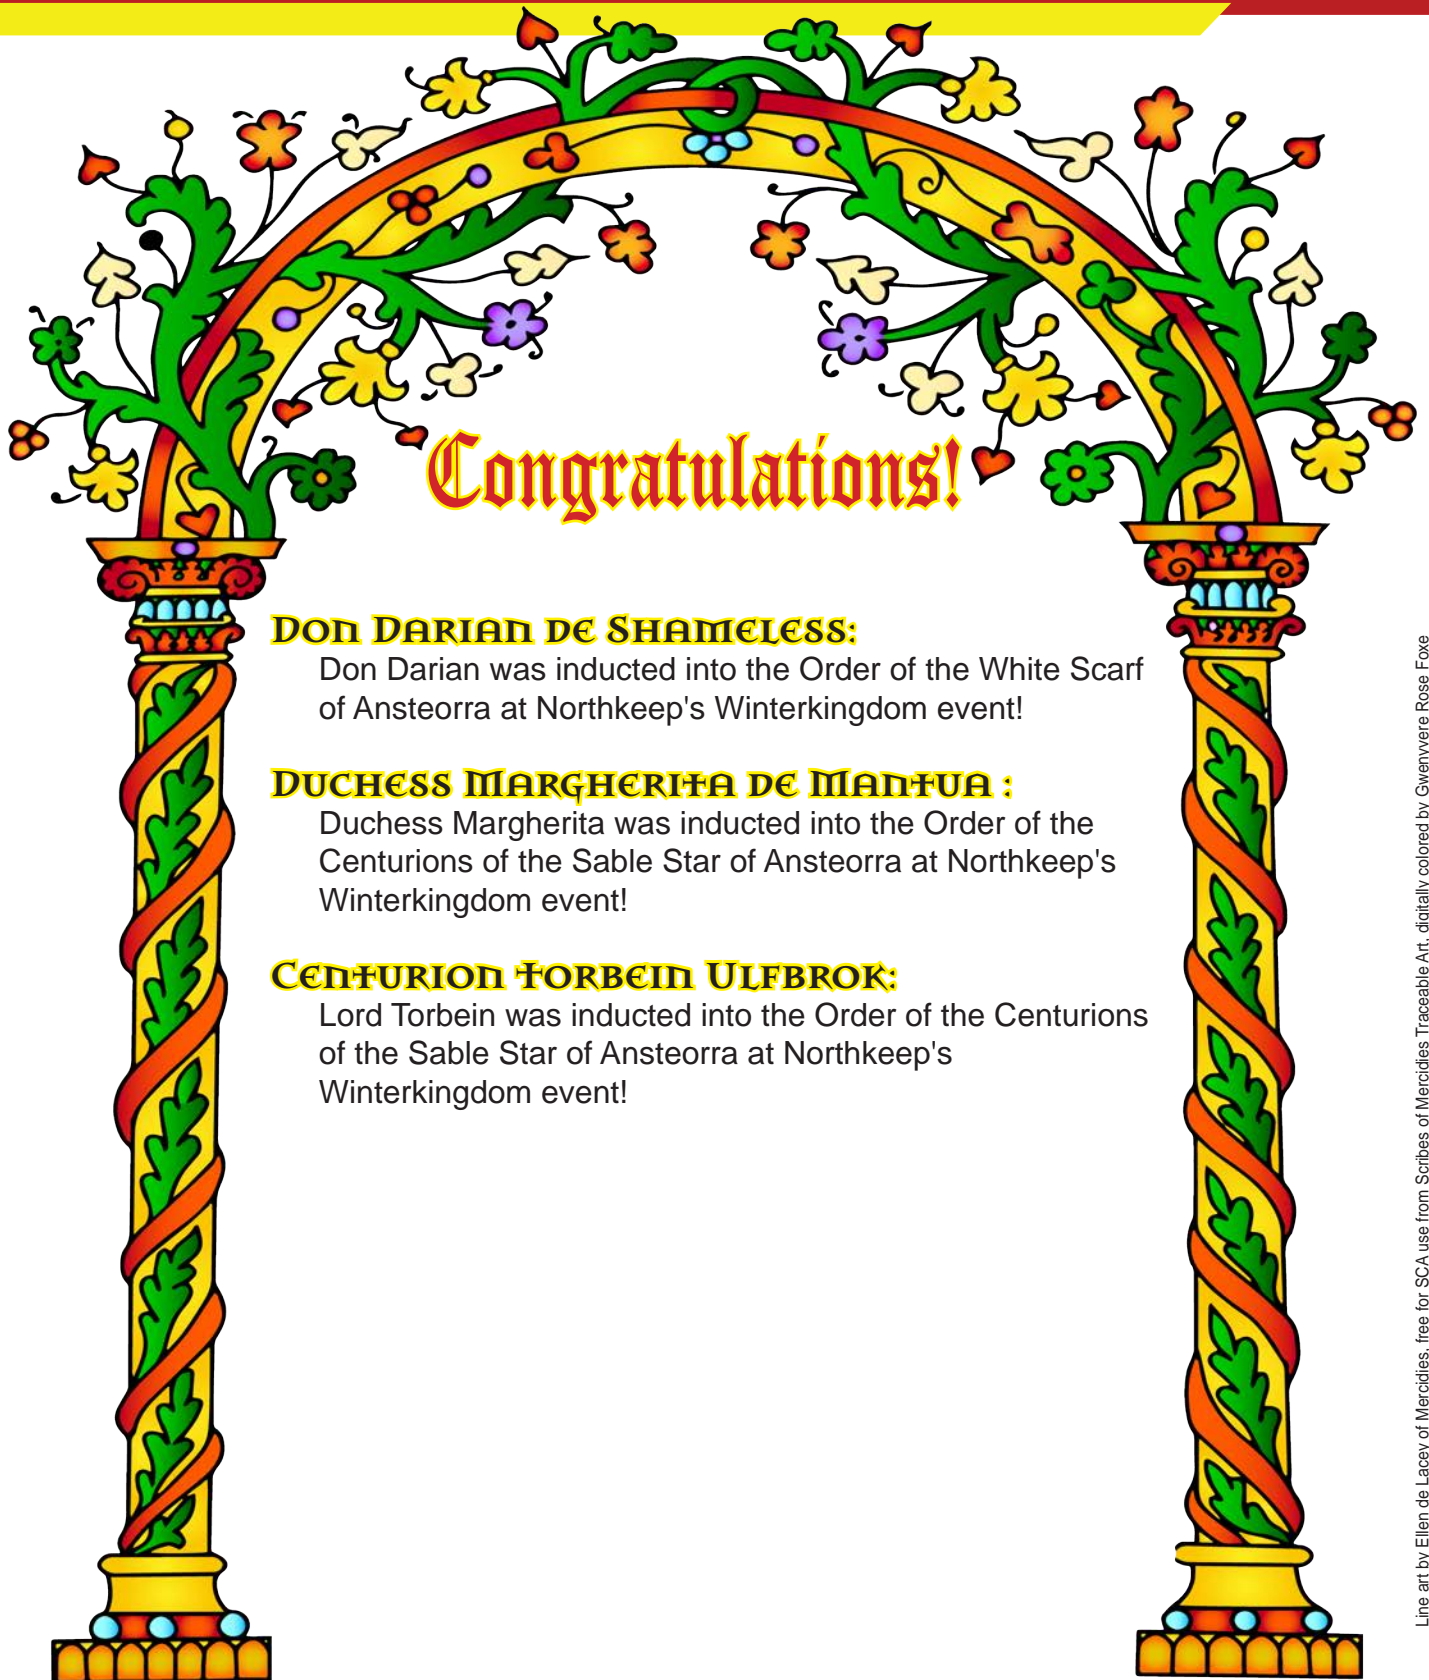 Congratulations!
Don Darian de Shameless:
Don Darian was inducted into the Order of the White Scarf
of Ansteorra at Northkeep's Winterkingdom event!
Duchess Margherita de Mantua :
Duchess Margherita was inducted into the Order of the
Centurions of the Sable Star of Ansteorra at Northkeep's
Winterkingdom event!
Centurion Torbein Ulfbrok:
Lord Torbein was inducted into the Order of the Centurions
of the Sable Star of Ansteorra at Northkeep's
Winterkingdom event!
Line art by Ellen de Lacey of Mercidies, free for SCA use from Scribes of Mercidies Traceable Art, digitally colored by Gwenvvere Rose Foxe